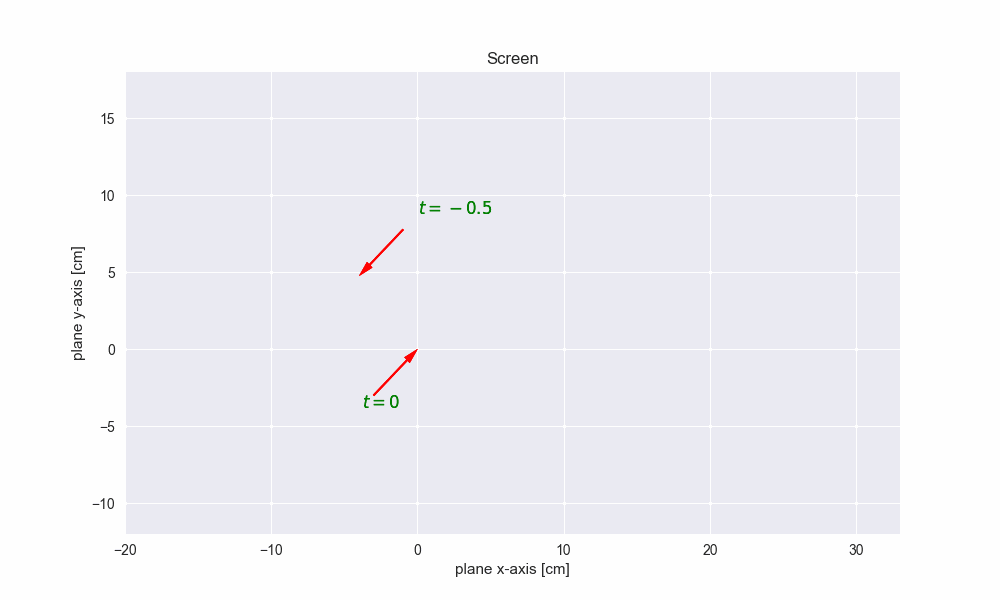 Screen
15
10
5
0
−5
−10
t = −0.5
t = 0
−20
−10
0
10
20
30
plane x-axis [cm]
plane y-axis [cm]